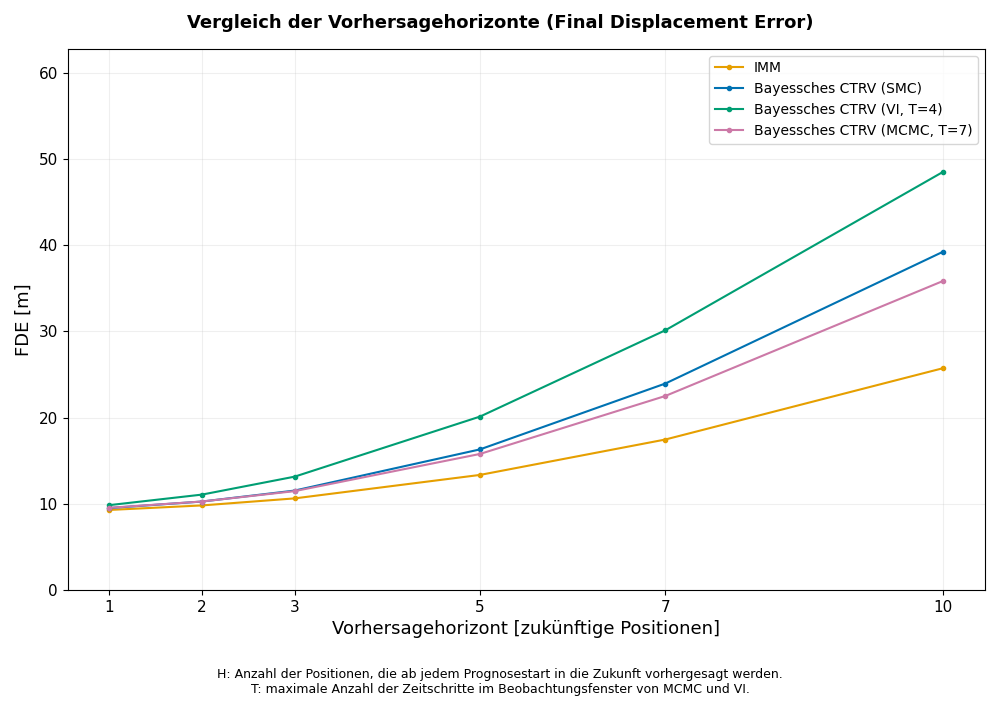 Vergleich der Vorhersagehorizonte (Final Displacement Error)
IMM
Bayessches CTRV (SMC)
Bayessches CTRV (VI, T=4)
Bayessches CTRV (MCMC, T=7)
FDE [m]
60
50
40
30
20
10
0
1 2 3 5 7 10
Vorhersagehorizont [zukünftige Positionen]
H: Anzahl der Positionen, die ab jedem Prognosestart in die Zukunft vorhergesagt werden.
T: maximale Anzahl der Zeitschritte im Beobachtungsfenster von MCMC und VI.